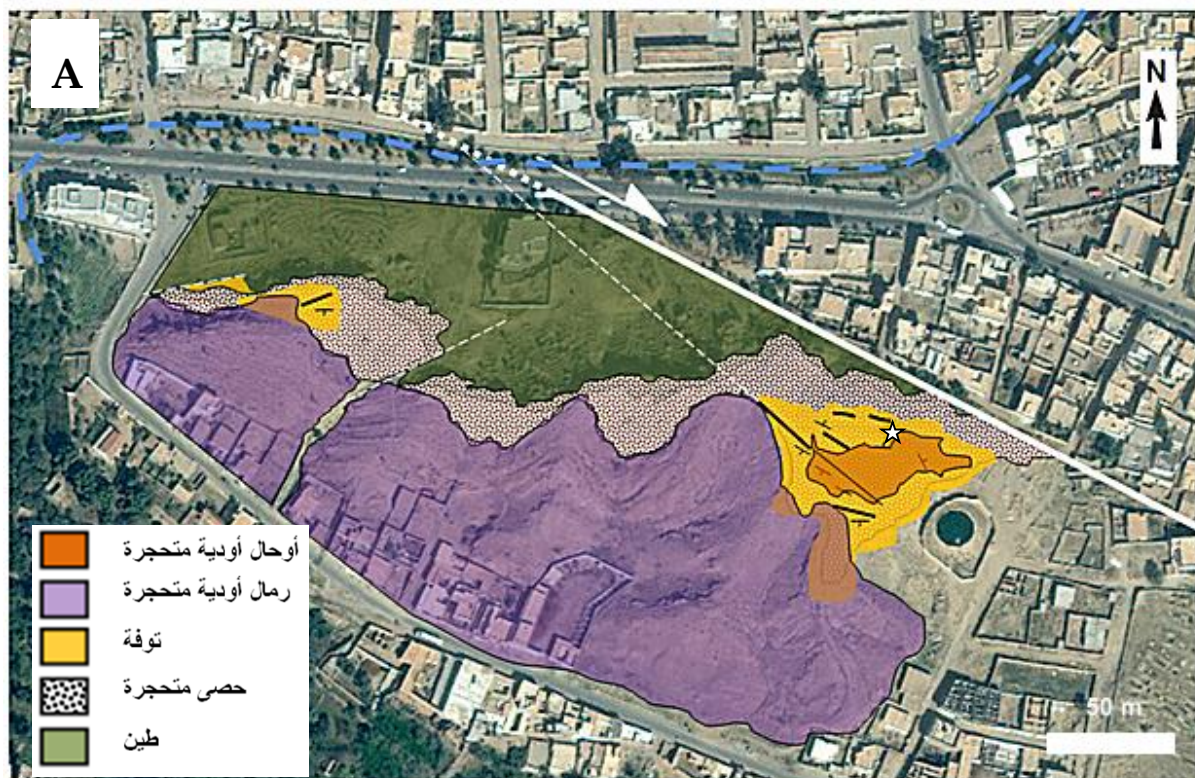 A
N
أوحال أودية متحجرة
رمال أودية متحجرة
توفة
حصى متحجرة
طين
50 m